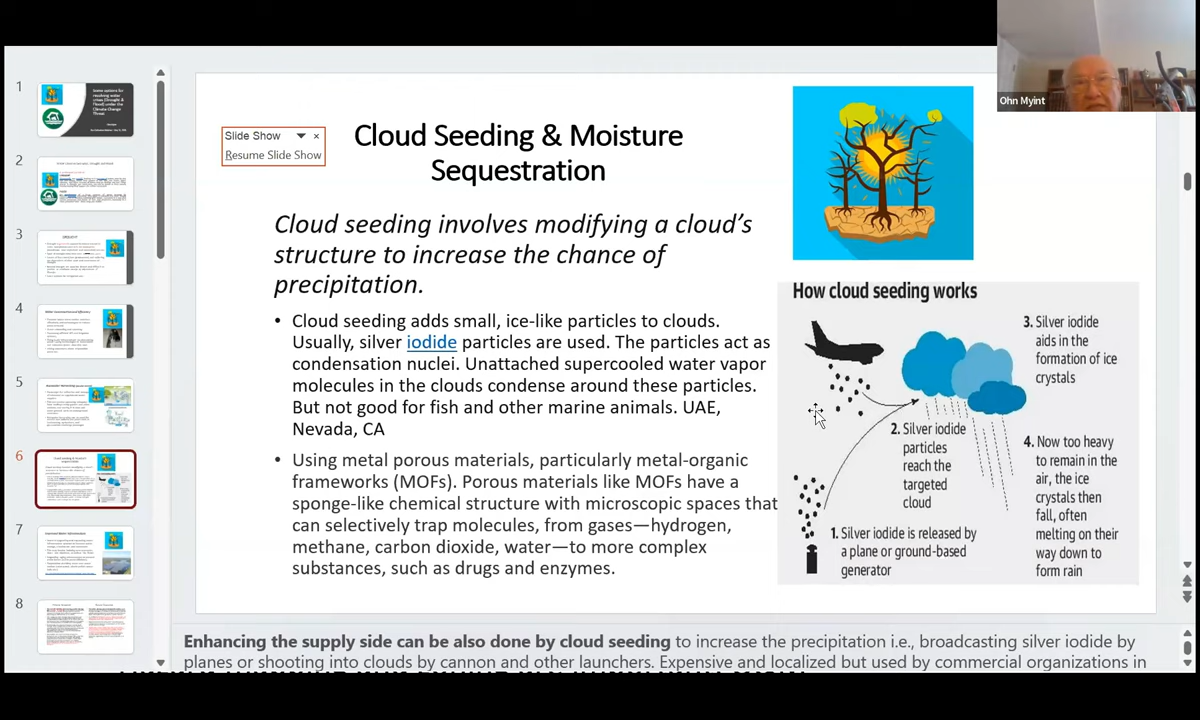 Ohn Myint
1
2
3
4
5
6
7
8
Slide Show
Resume Slide Show
Cloud Seeding & Moisture
Sequestration
Cloud seeding involves modifying a cloud's
structure to increase the chance of
precipitation.
• Cloud seeding adds small, ice-like particles to clouds.
Usually, silver iodide particles are used. The particles act as
condensation nuclei. Unattached supercooled water vapor
molecules in the clouds condense around these particles.
But not good for fish and other marine animals. UAE,
Nevada, CA
• Using metal porous materials, particularly metal-organic
frameworks (MOFs). Porous materials like MOFs have a
sponge-like chemical structure with microscopic spaces that
can selectively trap molecules, from gases—hydrogen,
methane, carbon dioxide, water—to more complex
substances, such as drugs and enzymes.
How cloud seeding works
1. Silver iodide is released by
a plane or ground-based
generator
2. Silver iodide
particles
reach the
targeted
cloud
3. Silver iodide
aids in the
formation of ice
crystals
4. Now too heavy
to remain in the
air, the ice
crystals then
fall, often
melting on their
way down to
form rain
Enhancing the supply side can be also done by cloud seeding to increase the precipitation i.e., broadcasting silver iodide by
planes or shooting into clouds by cannon and other launchers. Expensive and localized but used by commercial organizations in